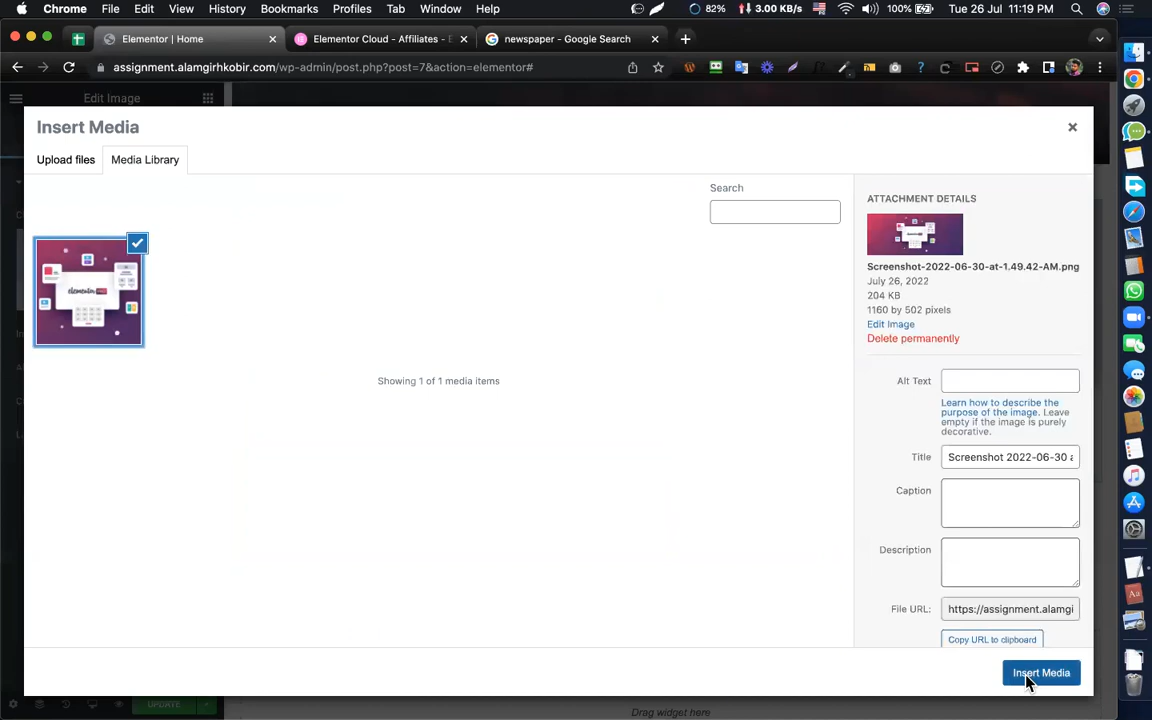 Chrome File Edit View History Bookmarks Profiles Tab Window Help 82% 3.00 KB/s 100% Tue 26 Jul 11:19 PM
Elementor | Home Elementor Cloud - Affiliates - E newspaper - Google Search
assignment.alamgirhkobir.com/wp-admin/post.php?post=7&action=elementor#
Edit Image
Insert Media
Upload files Media Library
Search
ATTACHMENT DETAILS
elementor
Screenshot-2022-06-30-at-1.49.42-AM.png
July 26, 2022
204 KB
1160 by 502 pixels
Edit Image
Delete permanently
Showing 1 of 1 media items
Alt Text
Learn how to describe the
purpose of the image. Leave
empty if the image is purely
decorative.
Title Screenshot 2022-06-30
Caption
Description
File URL: https://assignment.alamgi
Copy URL to clipboard
Insert Media
UPDATE
Drag widget here